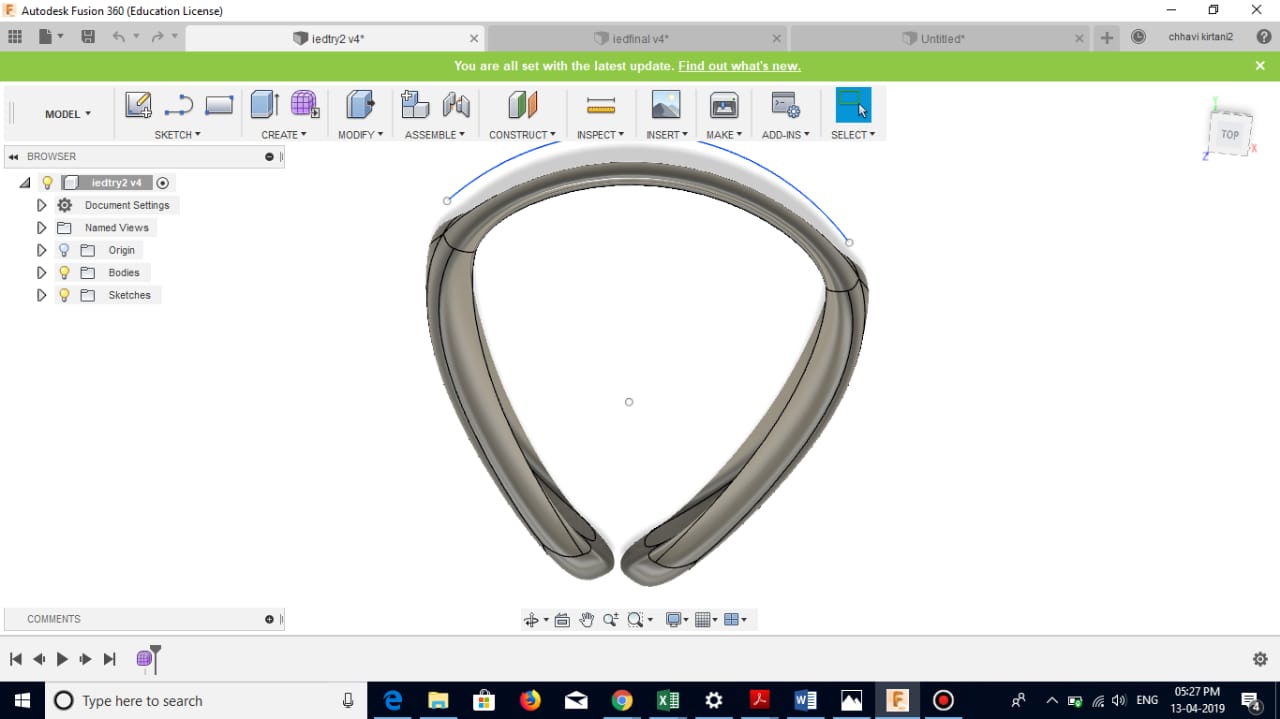 Autodesk Fusion 360 (Education License)
iedtry2 v4*
iedfinal v4*
Untitled*
chhavi kirtani2
You are all set with the latest update. Find out what's new.
MODEL
SKETCH
CREATE
MODIFY
ASSEMBLE
CONSTRUCT
INSPECT
INSERT
MAKE
ADD-INS
SELECT
TOP
Y
X
Z
BROWSER
iedtry2 v4
Document Settings
Named Views
Origin
Bodies
Sketches
COMMENTS
Type here to search
ENG
05:27 PM
13-04-2019
4